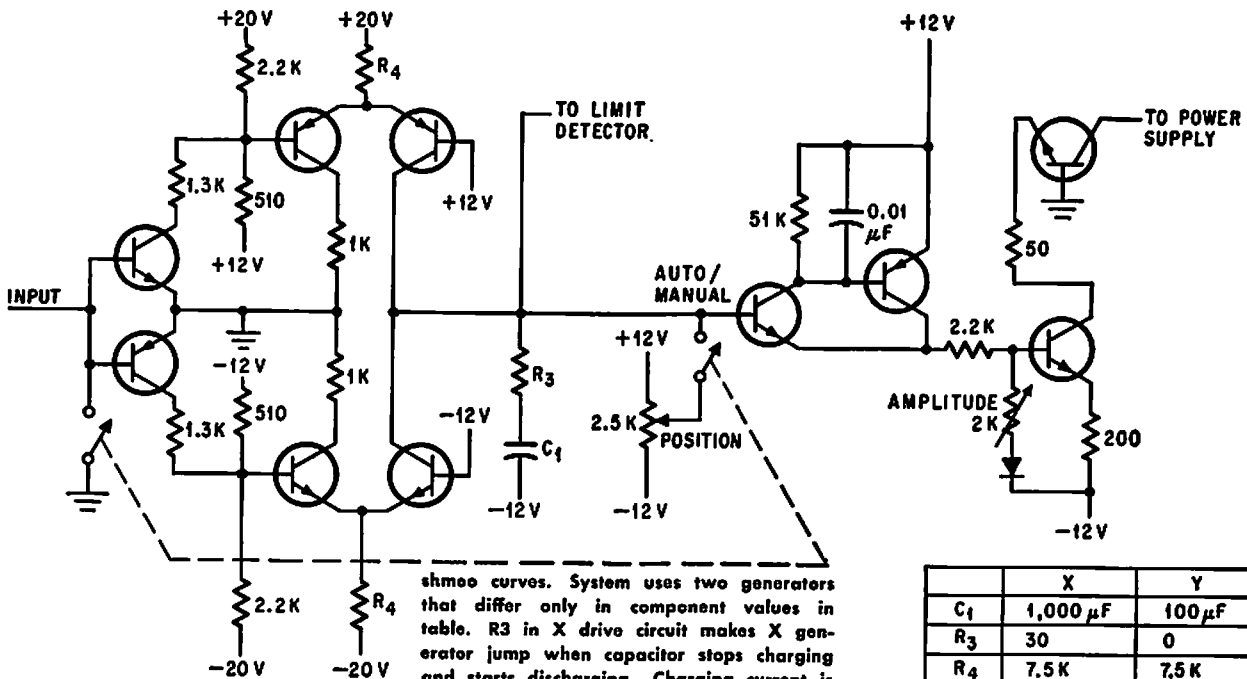 +20V
+20V
+12V
2.2K
R4
TO LIMIT
DETECTOR.
TO POWER
SUPPLY
+12V
1.3K
510
51K
0.01
μF
50
+12V
1K
AUTO/
MANUAL
INPUT
2.2K
-12V
+12V
R3
1K
-12V
AMPLITUDE
2K
510
2.5K
POSITION
200
1.3K
C1
-12V
-12V
-12V
2.2K
R4
-20V
-20V
shmoo curves. System uses two generators
that differ only in component values in
table. R3 in X drive circuit makes X gen-
erator jump when capacitor stops charging
and starts discharging. Charging current is
X Y
C1 1,000 μF 100 μF
R3 30 0
R4 7.5K 7.5K